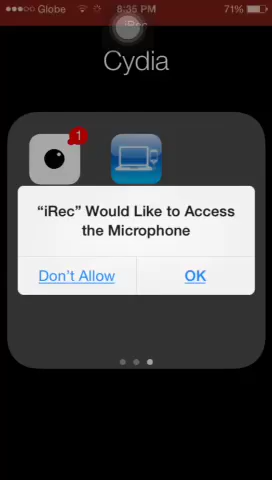 Globe 8:35 PM 71%
iRec
Cydia
1
“iRec” Would Like to Access
the Microphone
Don’t Allow OK